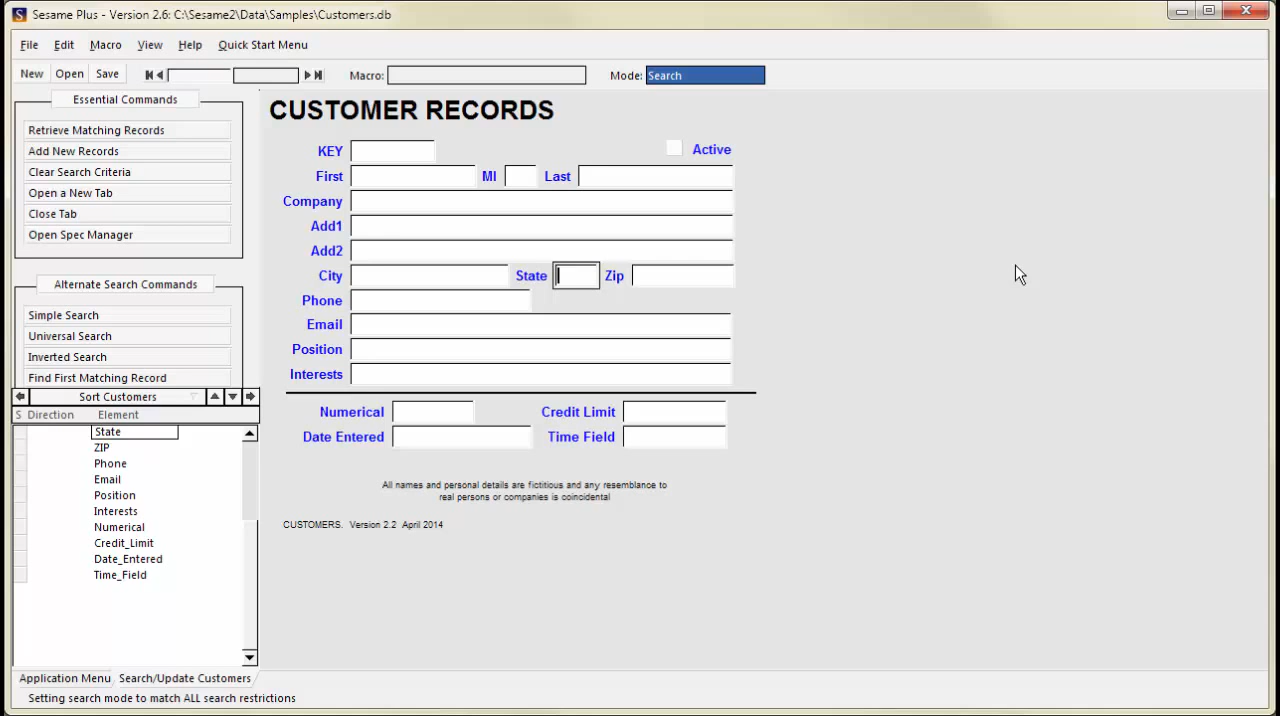 S Sesame Plus - Version 2.6: C:\Sesame2\Data\Samples\Customers.db
File Edit Macro View Help Quick Start Menu
New Open Save Macro: Mode: Search
Essential Commands
Retrieve Matching Records
Add New Records
Clear Search Criteria
Open a New Tab
Close Tab
Open Spec Manager
Alternate Search Commands
Simple Search
Universal Search
Inverted Search
Find First Matching Record
Sort Customers
S Direction Element
State
ZIP
Phone
Email
Position
Interests
Numerical
Credit_Limit
Date_Entered
Time_Field
CUSTOMER RECORDS
KEY Active
First MI Last
Company
Add1
Add2
City State Zip
Phone
Email
Position
Interests
Numerical Credit Limit
Date Entered Time Field
All names and personal details are fictitious and any resemblance to
real persons or companies is coincidental
CUSTOMERS. Version 2.2 April 2014
Application Menu Search/Update Customers
Setting search mode to match ALL search restrictions